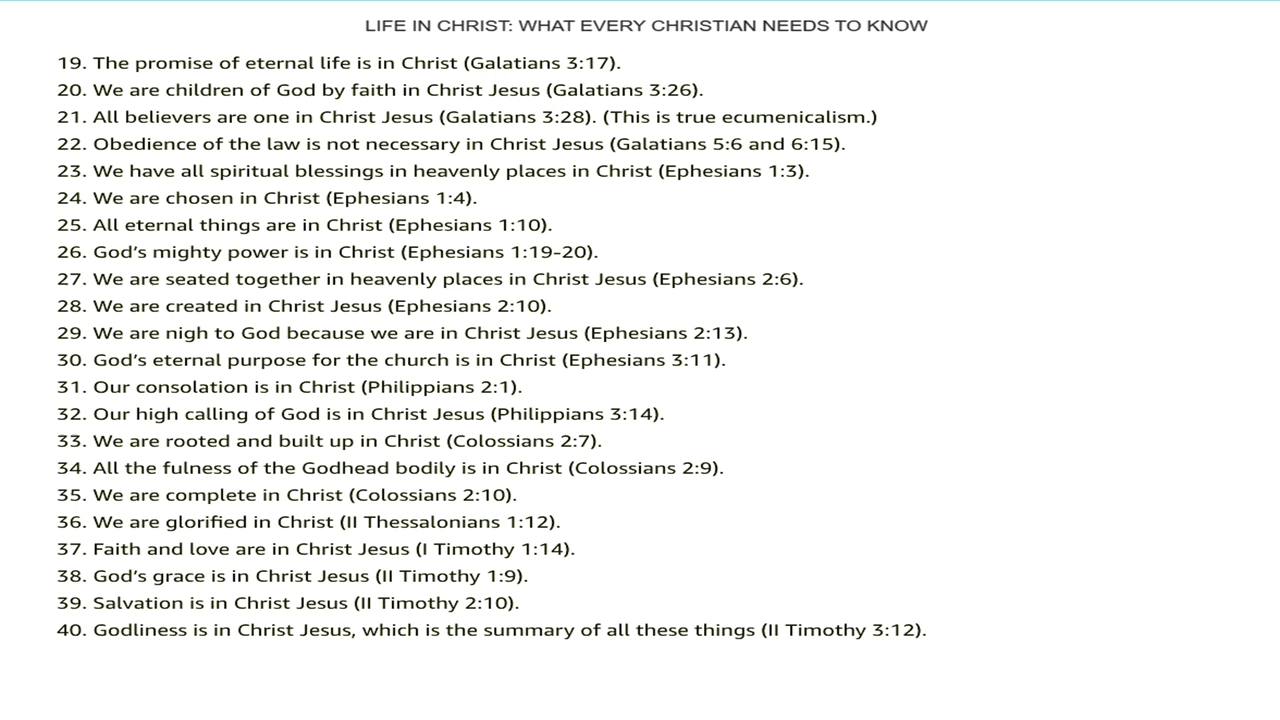 LIFE IN CHRIST: WHAT EVERY CHRISTIAN NEEDS TO KNOW
19. The promise of eternal life is in Christ (Galatians 3:17).
20. We are children of God by faith in Christ Jesus (Galatians 3:26).
21. All believers are one in Christ Jesus (Galatians 3:28). (This is true ecumenicalism.)
22. Obedience of the law is not necessary in Christ Jesus (Galatians 5:6 and 6:15).
23. We have all spiritual blessings in heavenly places in Christ (Ephesians 1:3).
24. We are chosen in Christ (Ephesians 1:4).
25. All eternal things are in Christ (Ephesians 1:10).
26. God’s mighty power is in Christ (Ephesians 1:19-20).
27. We are seated together in heavenly places in Christ Jesus (Ephesians 2:6).
28. We are created in Christ Jesus (Ephesians 2:10).
29. We are nigh to God because we are in Christ Jesus (Ephesians 2:13).
30. God’s eternal purpose for the church is in Christ (Ephesians 3:11).
31. Our consolation is in Christ (Philippians 2:1).
32. Our high calling of God is in Christ Jesus (Philippians 3:14).
33. We are rooted and built up in Christ (Colossians 2:7).
34. All the fulness of the Godhead bodily is in Christ (Colossians 2:9).
35. We are complete in Christ (Colossians 2:10).
36. We are glorified in Christ (II Thessalonians 1:12).
37. Faith and love are in Christ Jesus (I Timothy 1:14).
38. God’s grace is in Christ Jesus (II Timothy 1:9).
39. Salvation is in Christ Jesus (II Timothy 2:10).
40. Godliness is in Christ Jesus, which is the summary of all these things (II Timothy 3:12).